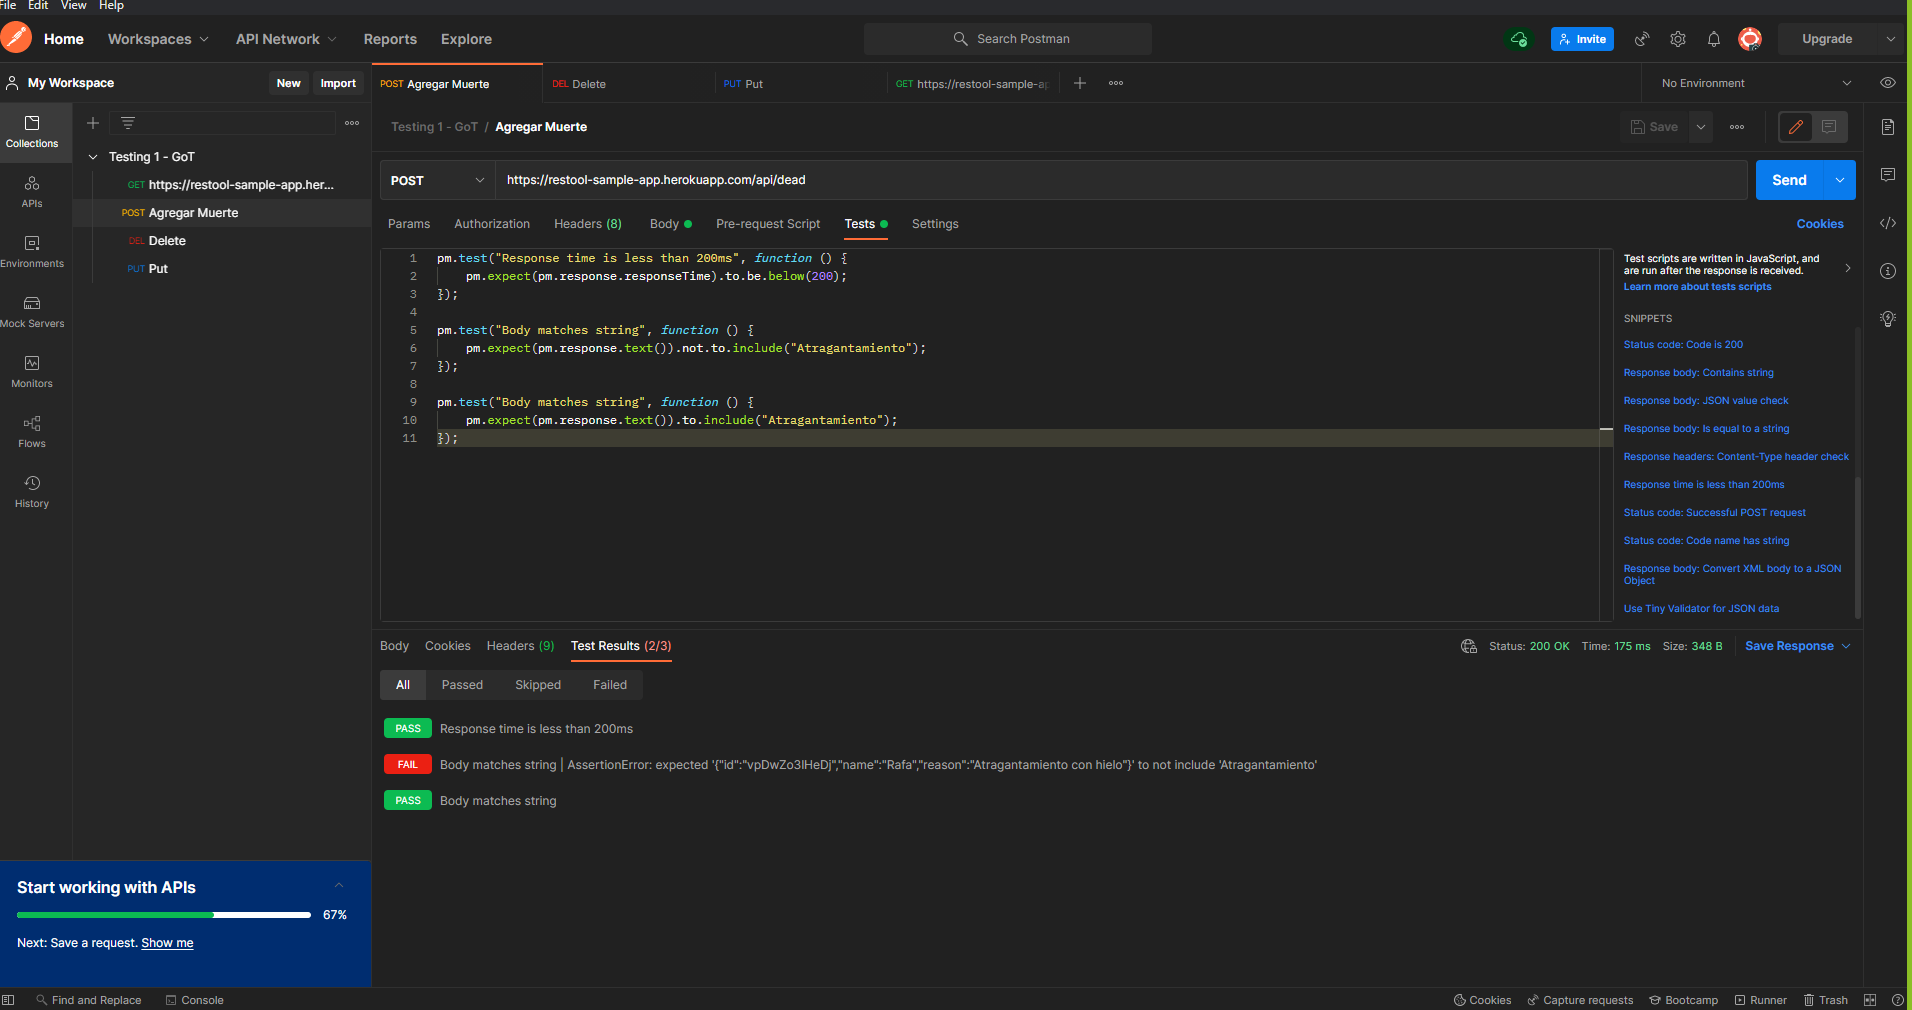 File Edit View Help
Home Workspaces API Network Reports Explore
Search Postman
Invite
Upgrade
My Workspace
New Import
POST Agregar Muerte
DEL Delete
PUT Put
GET https://restool-sample-ap
No Environment
Collections
APIs
Environments
Mock Servers
Monitors
Flows
History
Testing 1 - GoT
GET https://restool-sample-app.her...
POST Agregar Muerte
DEL Delete
PUT Put
Testing 1 - GoT / Agregar Muerte
Save
POST https://restool-sample-app.herokuapp.com/api/dead
Send
Params Authorization Headers (8) Body Pre-request Script Tests Settings
Cookies
1 pm.test("Response time is less than 200ms", function () {
2 pm.expect(pm.response.responseTime).to.be.below(200);
3 });
4
5 pm.test("Body matches string", function () {
6 pm.expect(pm.response.text()).not.to.include("Atragantamiento");
7 });
8
9 pm.test("Body matches string", function () {
10 pm.expect(pm.response.text()).to.include("Atragantamiento");
11 });
Test scripts are written in JavaScript, and
are run after the response is received.
Learn more about tests scripts
SNIPPETS
Status code: Code is 200
Response body: Contains string
Response body: JSON value check
Response body: Is equal to a string
Response headers: Content-Type header check
Response time is less than 200ms
Status code: Successful POST request
Status code: Code name has string
Response body: Convert XML body to a JSON
Object
Use Tiny Validator for JSON data
Body Cookies Headers (9) Test Results (2/3)
Status: 200 OK Time: 175 ms Size: 348 B Save Response
All Passed Skipped Failed
PASS Response time is less than 200ms
FAIL Body matches string | AssertionError: expected '{"id":"vpDwZo3IHeDj","name":"Rafa","reason":"Atragantamiento con hielo"}' to not include 'Atragantamiento'
PASS Body matches string
Start working with APIs
67%
Next: Save a request. Show me
Find and Replace Console
Cookies Capture requests Bootcamp Runner Trash